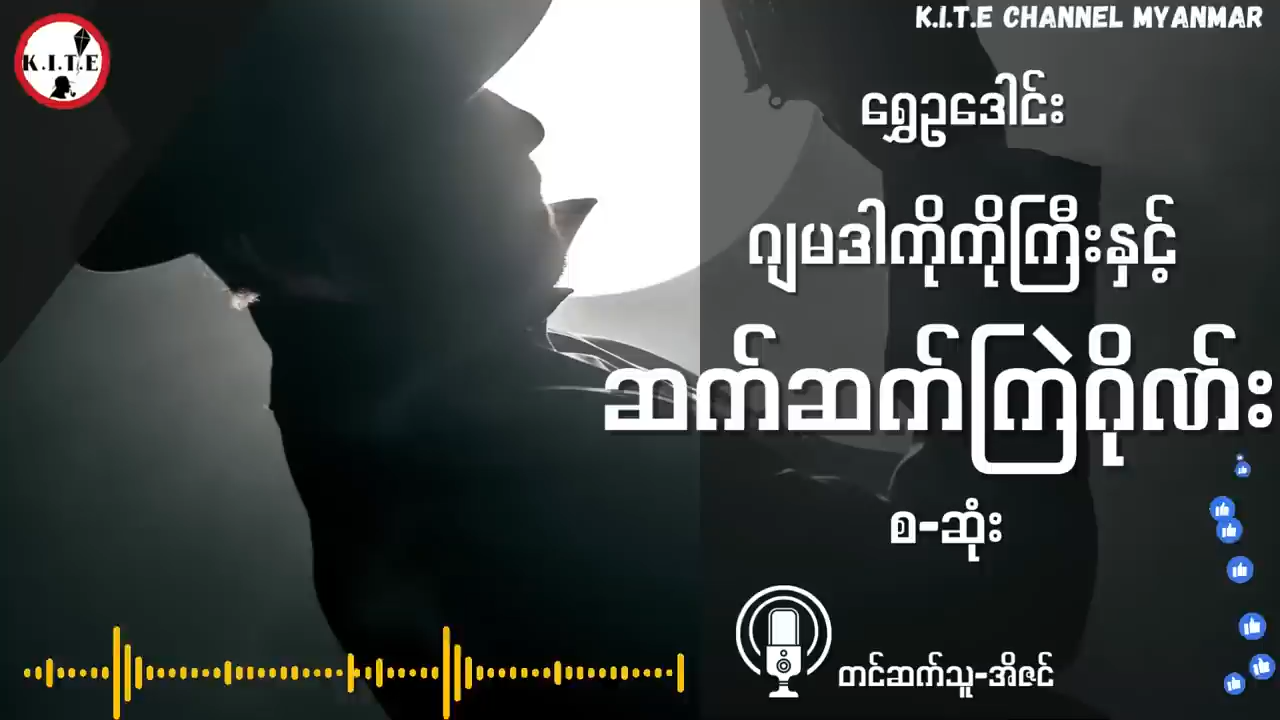 K.I.T.E CHANNEL MYANMAR
K.I.T.E
ရွှေဥဒေါင်း
ဂျမဒါကိုကိုကြီးနှင့်
ဆက်ဆက်ကြဲဂိုဏ်း
စ-ဆုံး
တင်ဆက်သူ-အိဇင်